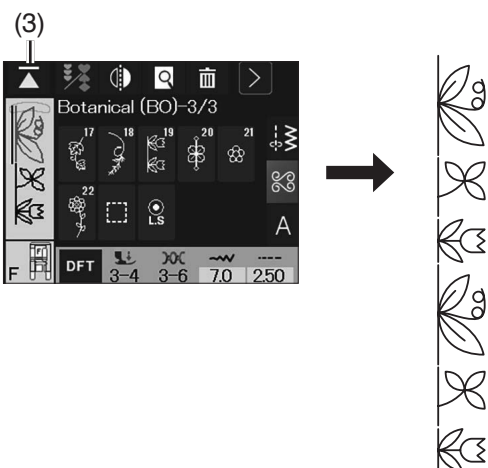 (3)
Botanical (BO)-3/3
17 18 19 20 21
22 L.S
A
F DFT 3-4 3-6 7.0 2.50